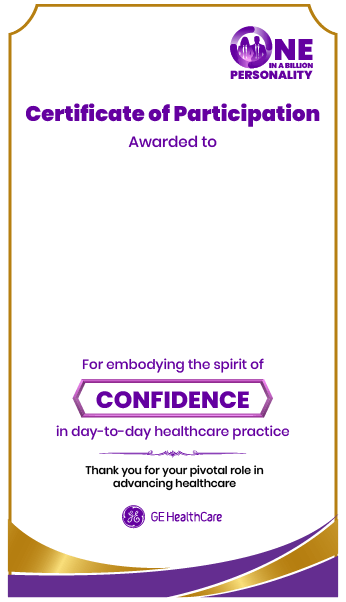 ONE
IN A BILLION
PERSONALITY
Certificate of Participation
Awarded to
For embodying the spirit of
CONFIDENCE
in day-to-day healthcare practice
Thank you for your pivotal role in
advancing healthcare
GE HealthCare